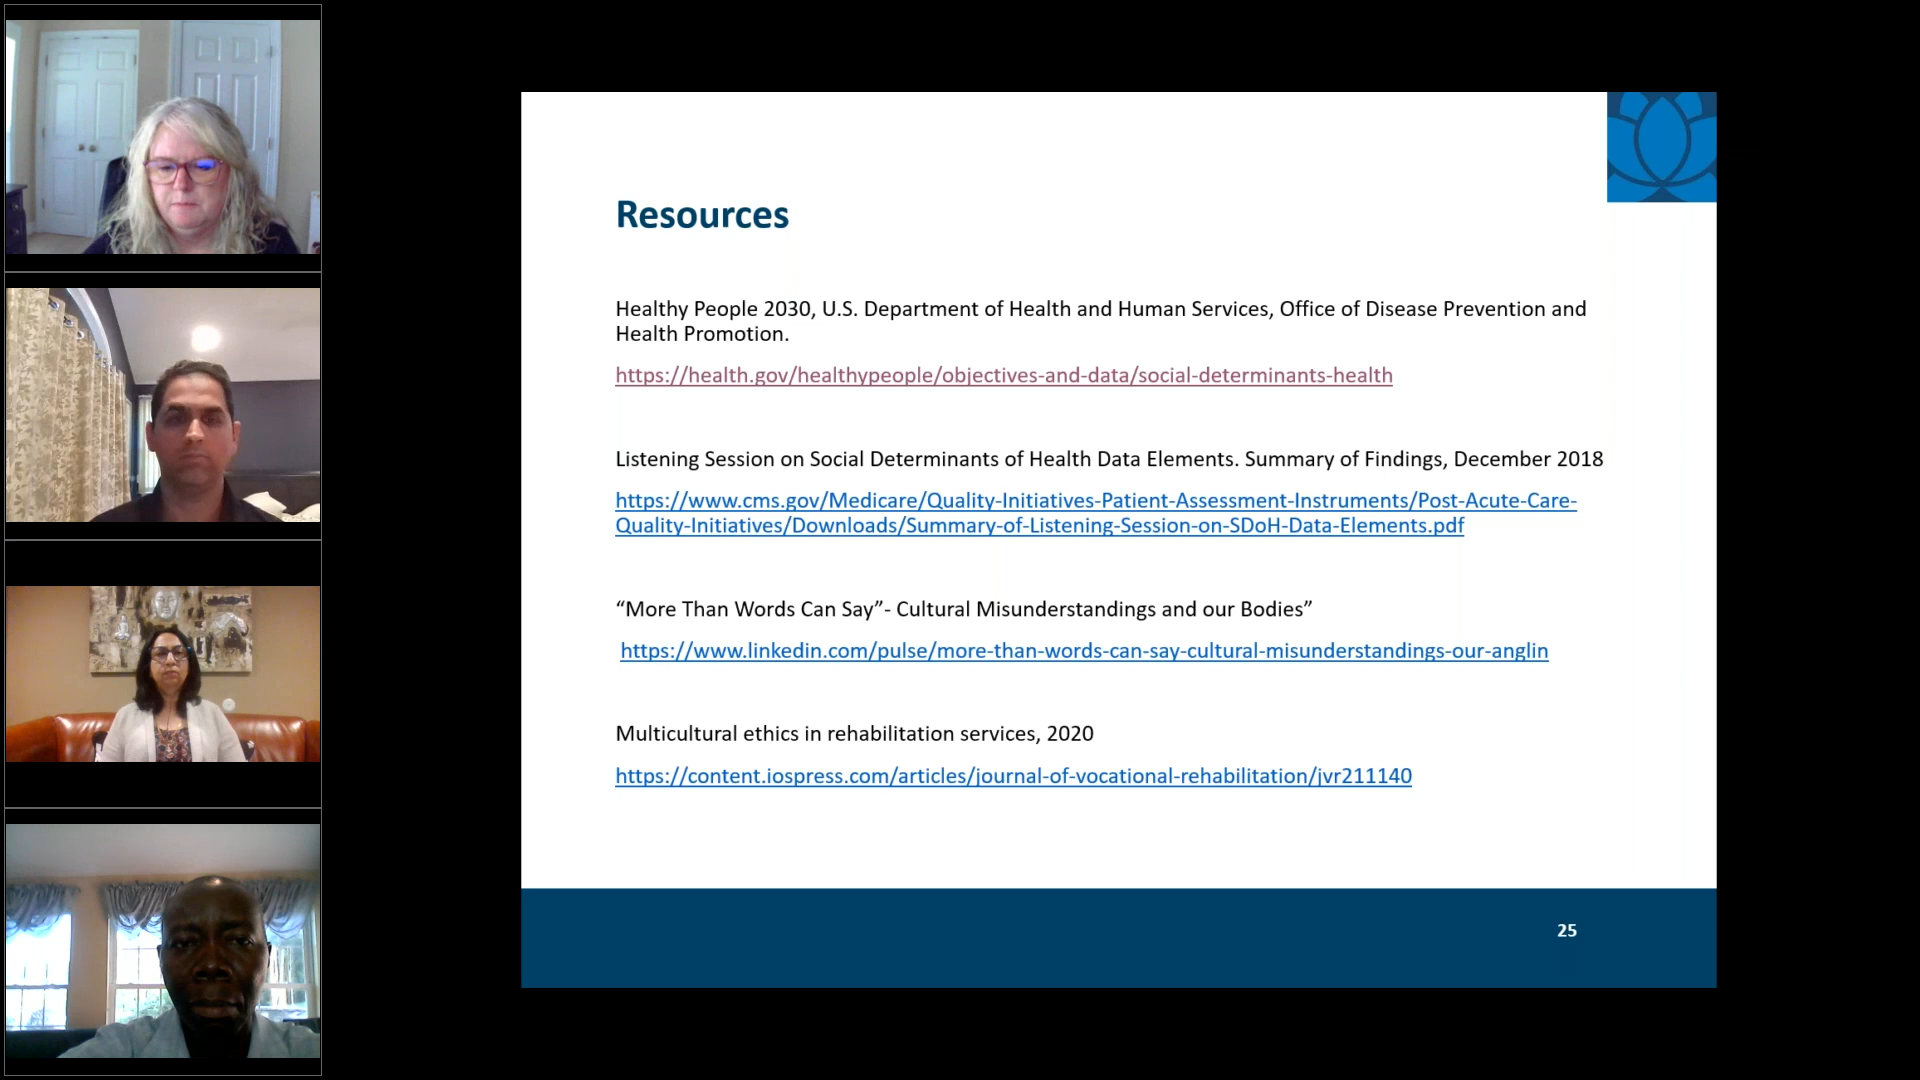 Resources
Healthy People 2030, U.S. Department of Health and Human Services, Office of Disease Prevention and
Health Promotion.
https://health.gov/healthypeople/objectives-and-data/social-determinants-health
Listening Session on Social Determinants of Health Data Elements. Summary of Findings, December 2018
https://www.cms.gov/Medicare/Quality-Initiatives-Patient-Assessment-Instruments/Post-Acute-Care-
Quality-Initiatives/Downloads/Summary-of-Listening-Session-on-SDoH-Data-Elements.pdf
“More Than Words Can Say”- Cultural Misunderstandings and our Bodies”
https://www.linkedin.com/pulse/more-than-words-can-say-cultural-misunderstandings-our-anglin
Multicultural ethics in rehabilitation services, 2020
https://content.iospress.com/articles/journal-of-vocational-rehabilitation/jvr211140
25